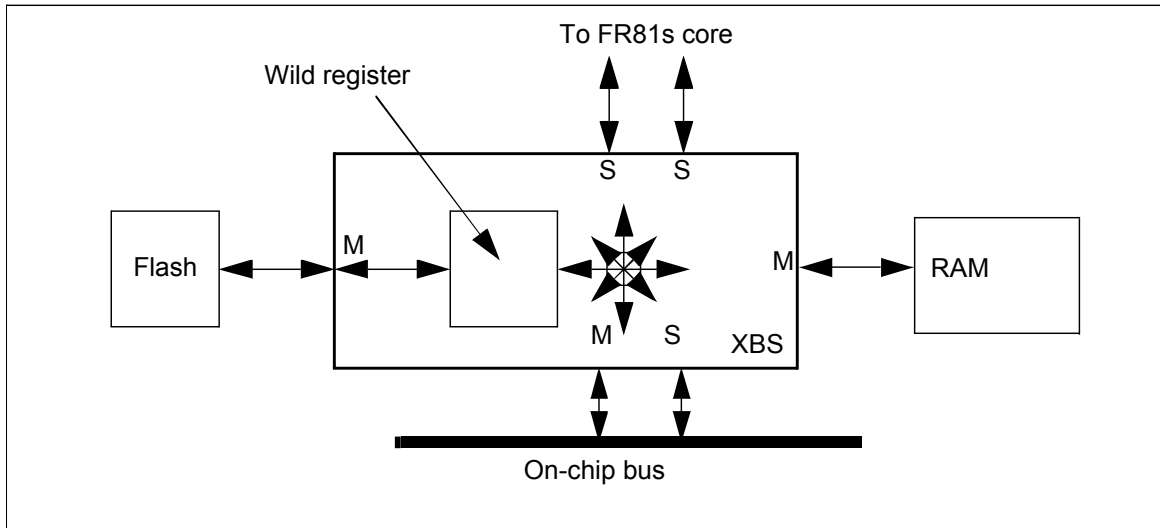 To FR81s core
Wild register
S S
M
Flash
M
RAM
M S
XBS
On-chip bus